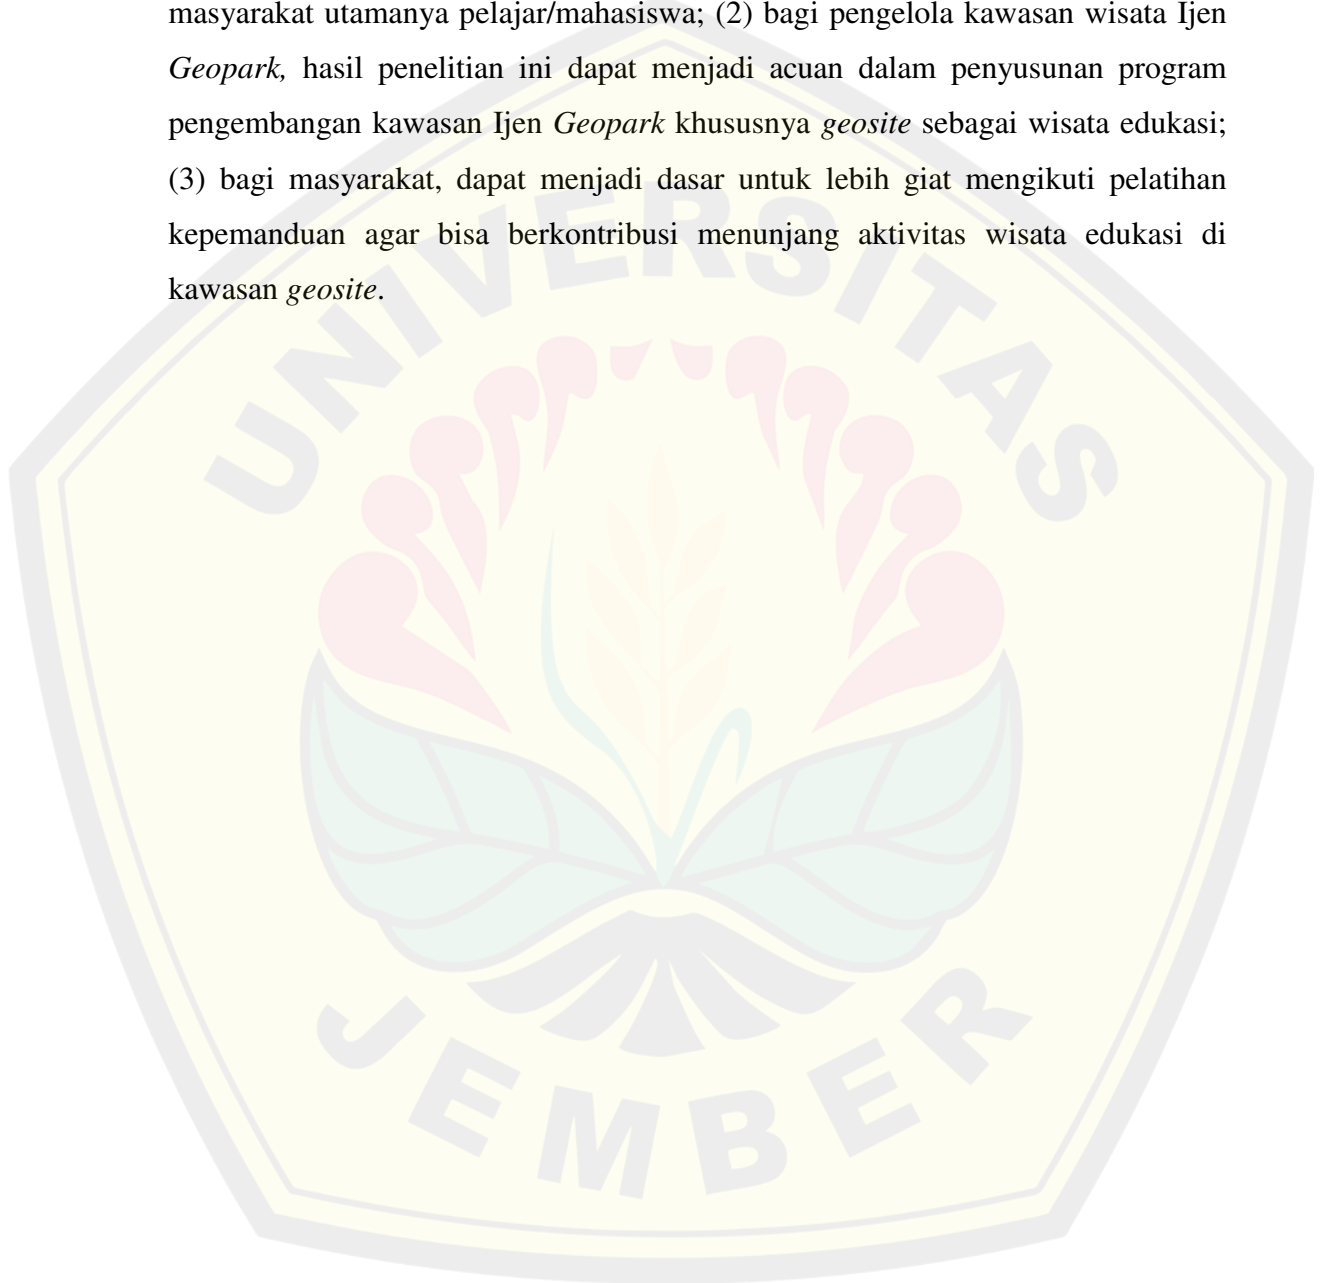 masyarakat utamanya pelajar/mahasiswa; (2) bagi pengelola kawasan wisata Ijen
Geopark, hasil penelitian ini dapat menjadi acuan dalam penyusunan program
pengembangan kawasan Ijen Geopark khususnya geosite sebagai wisata edukasi;
(3) bagi masyarakat, dapat menjadi dasar untuk lebih giat mengikuti pelatihan
kepemanduan agar bisa berkontribusi menunjang aktivitas wisata edukasi di
kawasan geosite.
UNIVERSITAS
JEMBER